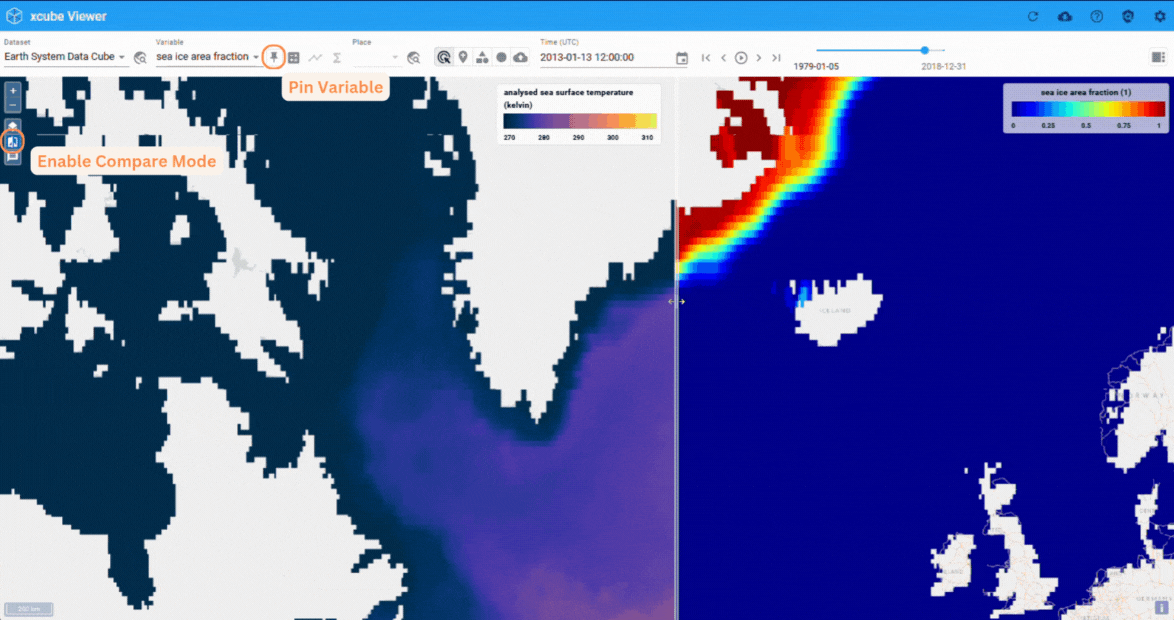 xcube Viewer
Dataset
Earth System Data Cube
Variable
sea ice area fraction
Place
Time (UTC)
2013-01-13 12:00:00
1979-01-05
2018-12-31
Pin Variable
Enable Compare Mode
analysed sea surface temperature
(kelvin)
270 280 290 300 310
sea ice area fraction (1)
0 0.25 0.5 0.75 1
ICELAND
200 km